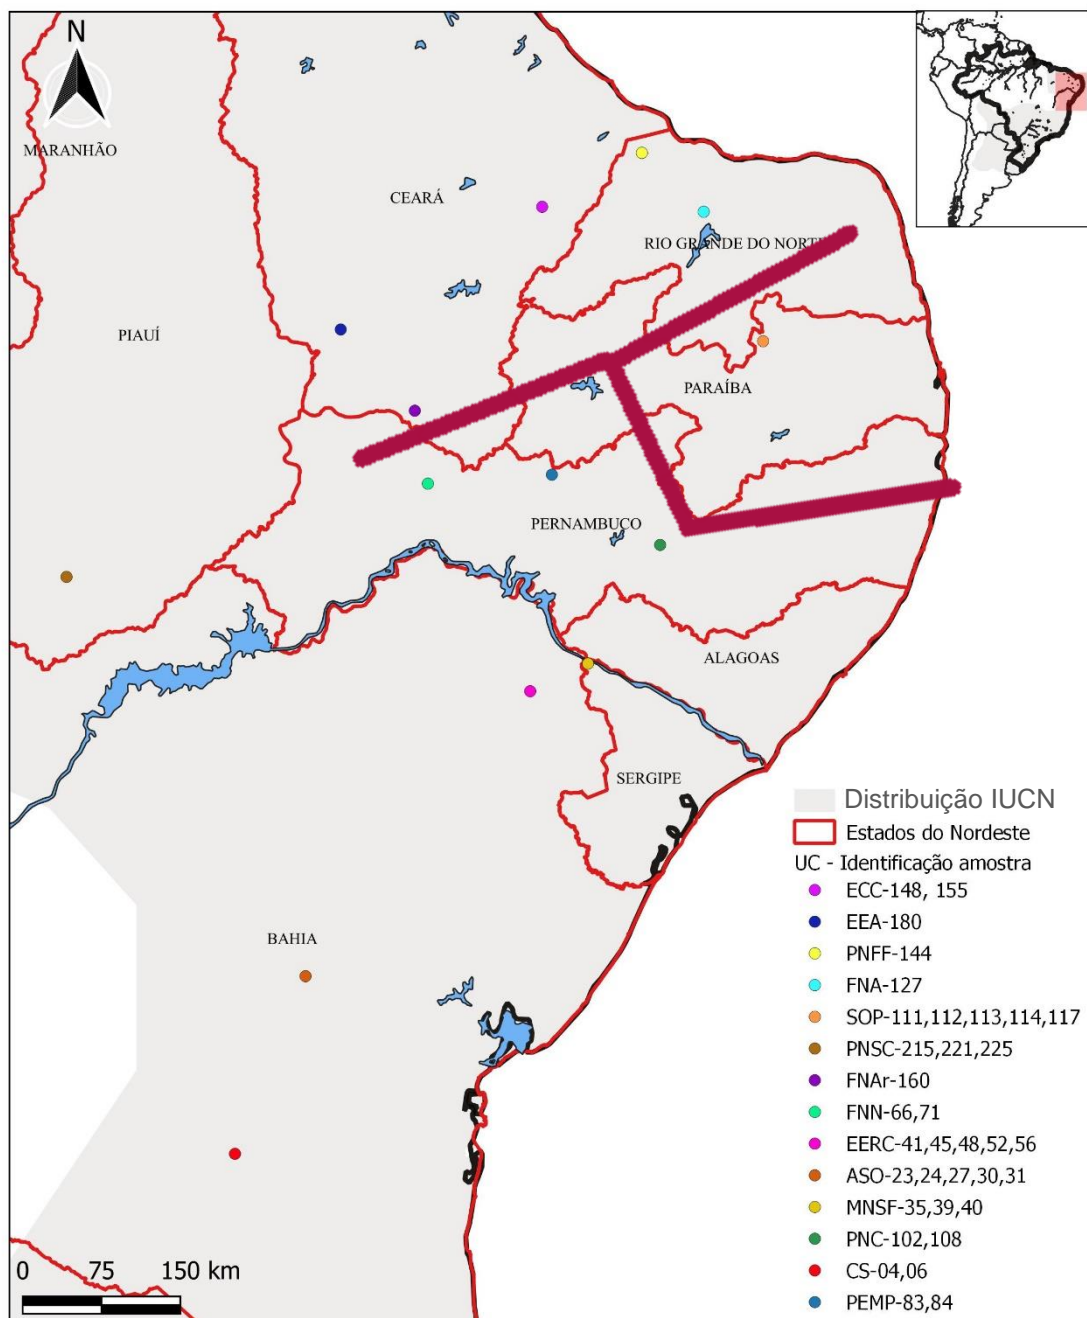 N
MARANHÃO
CEARÁ
RIO GRANDE DO NORTE
PIAUÍ
PARAÍBA
PERNAMBUCO
ALAGOAS
SERGIPE
BAHIA
Distribuição IUCN
Estados do Nordeste
UC - Identificação amostra
ECC-148, 155
EEA-180
PNFF-144
FNA-127
SOP-111,112,113,114,117
PNSC-215,221,225
FNAr-160
FNN-66,71
EERC-41,45,48,52,56
ASO-23,24,27,30,31
MNSF-35,39,40
PNC-102,108
CS-04,06
PEMP-83,84
0 75 150 km